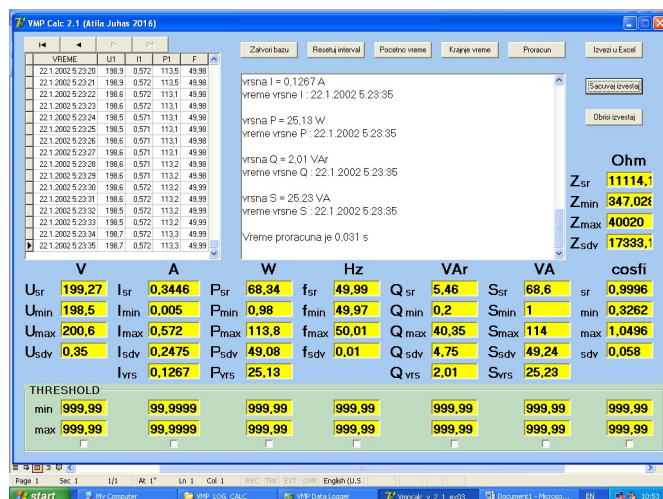 VMP Calc 2.1 (Atila Juhas 2016)
Zatvori bazu Resetuj interval Pocetno vreme Krajnje vreme Proracun Izvezi u Excel
VREME U1 I1 P1 F
22.1.2002 5:23:20 198,9 0,572 113,5 49,98
22.1.2002 5:23:21 198,9 0,572 113,5 49,98
22.1.2002 5:23:22 198,6 0,572 113,1 49,98
22.1.2002 5:23:23 198,6 0,571 113,1 49,98
22.1.2002 5:23:24 198,5 0,571 113,1 49,98
22.1.2002 5:23:25 198,5 0,571 113,1 49,98
22.1.2002 5:23:26 198,6 0,571 113,1 49,98
22.1.2002 5:23:27 198,6 0,571 113,2 49,98
22.1.2002 5:23:28 198,6 0,571 113,2 49,99
22.1.2002 5:23:29 198,6 0,572 113,2 49,98
22.1.2002 5:23:30 198,6 0,572 113,2 49,98
22.1.2002 5:23:31 198,6 0,572 113,2 49,99
22.1.2002 5:23:32 198,5 0,572 113,2 49,99
22.1.2002 5:23:33 198,5 0,572 113,2 49,99
22.1.2002 5:23:34 198,7 0,572 113,3 49,99
22.1.2002 5:23:35 198,7 0,572 113,3 49,99
vrsna I = 0,1267 A
vreme vrsne I : 22.1.2002 5:23:35
vrsna P = 25,13 W
vreme vrsne P : 22.1.2002 5:23:35
vrsna Q = 2,01 VAr
vreme vrsne Q : 22.1.2002 5:23:35
vrsna S = 25,23 VA
vreme vrsne S : 22.1.2002 5:23:35
Vreme proracuna je 0,031 s
Sacuvaj izvestaj
Obrisi izvestaj
Ohm
Zsr 11114,1
Zmin 347,028
Zmax 40020
Zsdv 17333,1
V A W Hz VAr VA cosfi
Usr 199,27 Isr 0,3446 Psr 68,34 fsr 49,99 Q sr 5,46 Ssr 68,6 sr 0,9996
Umin 198,5 Imin 0,005 Pmin 0,98 fmin 49,97 Q min 0,2 Smin 1 min 0,3262
Umax 200,6 Imax 0,572 Pmax 113,8 fmax 50,01 Q max 40,35 Smax 114 max 1,0496
Usdv 0,35 Isdv 0,2475 Psdv 49,08 fsdv 0,01 Q sdv 4,75 Ssdv 49,24 sdv 0,058
Ivrs 0,1267 Pvrs 25,13 Q vrs 2,01 Svrs 25,23
THRESHOLD
min 999,99 99,9999 999,99 999,99 999,99 999,99 999,99
max 999,99 99,9999 999,99 999,99 999,99 999,99 999,99
Page 1 Sec 1 1/1 At 1" Ln 1 Col 1 REC TRK EXT OVR English (U.S
start My Computer VMP LOG CALC VMP Data Logger Document1 - Microso... EN 10:51